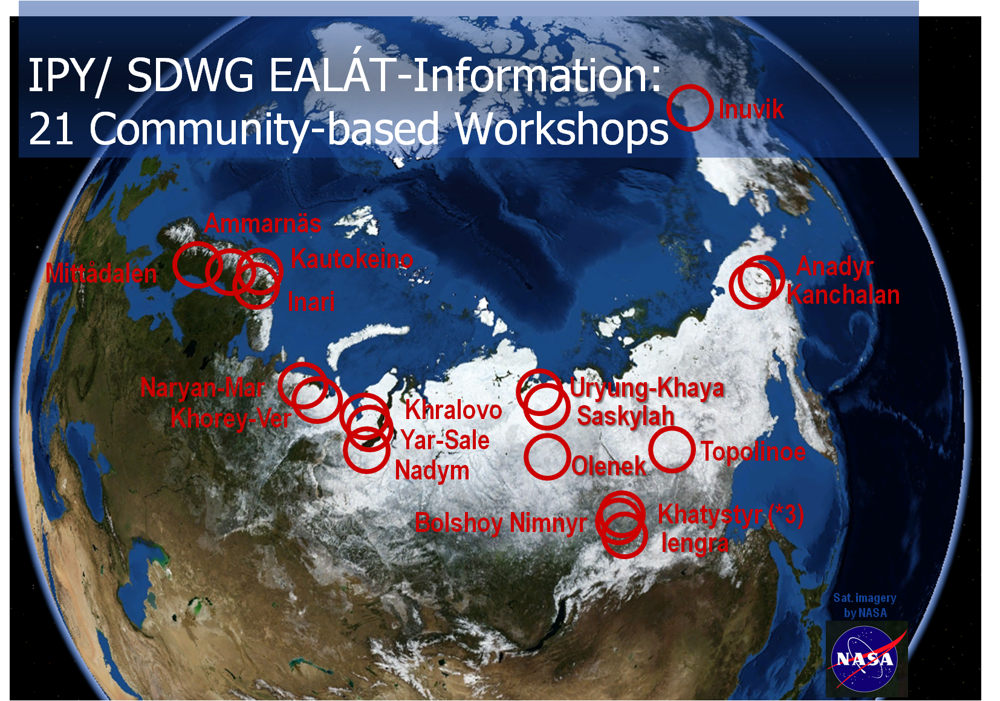 IPY/ SDWG EALÁT-Information:
21 Community-based Workshops
Inuvik
Ammarnäs
Kautokeino
Mittådalen
Inari
Anadyr
Kanchalan
Naryan-Mar
Khorey-Ver
Khralovo
Yar-Sale
Nadym
Uryung-Khaya
Saskylah
Olenek
Topolinoe
Bolshoy Nimnyr
Khatystyr (*3)
Iengra
Sat. imagery
by NASA
NASA